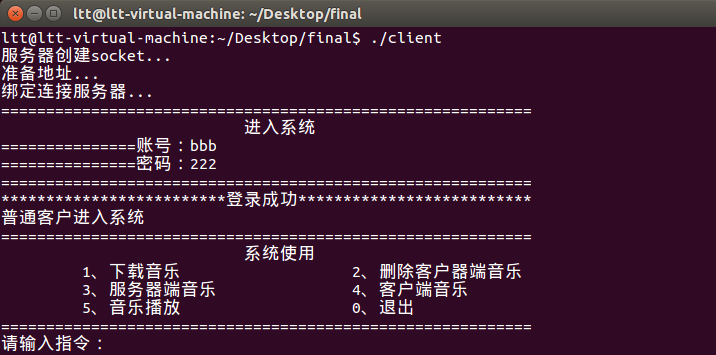 ltt@ltt-virtual-machine: ~/Desktop/final
ltt@ltt-virtual-machine:~/Desktop/final$ ./client
服务器创建socket...
准备地址...
绑定连接服务器...
===========================================================
进入系统
===============账号：bbb
===============密码：222
===========================================================
*************************登录成功**************************
普通客户进入系统
===========================================================
系统使用
1、下载音乐 2、删除客户器端音乐
3、服务器端音乐 4、客户端音乐
5、音乐播放 0、退出
===========================================================
请输入指令：